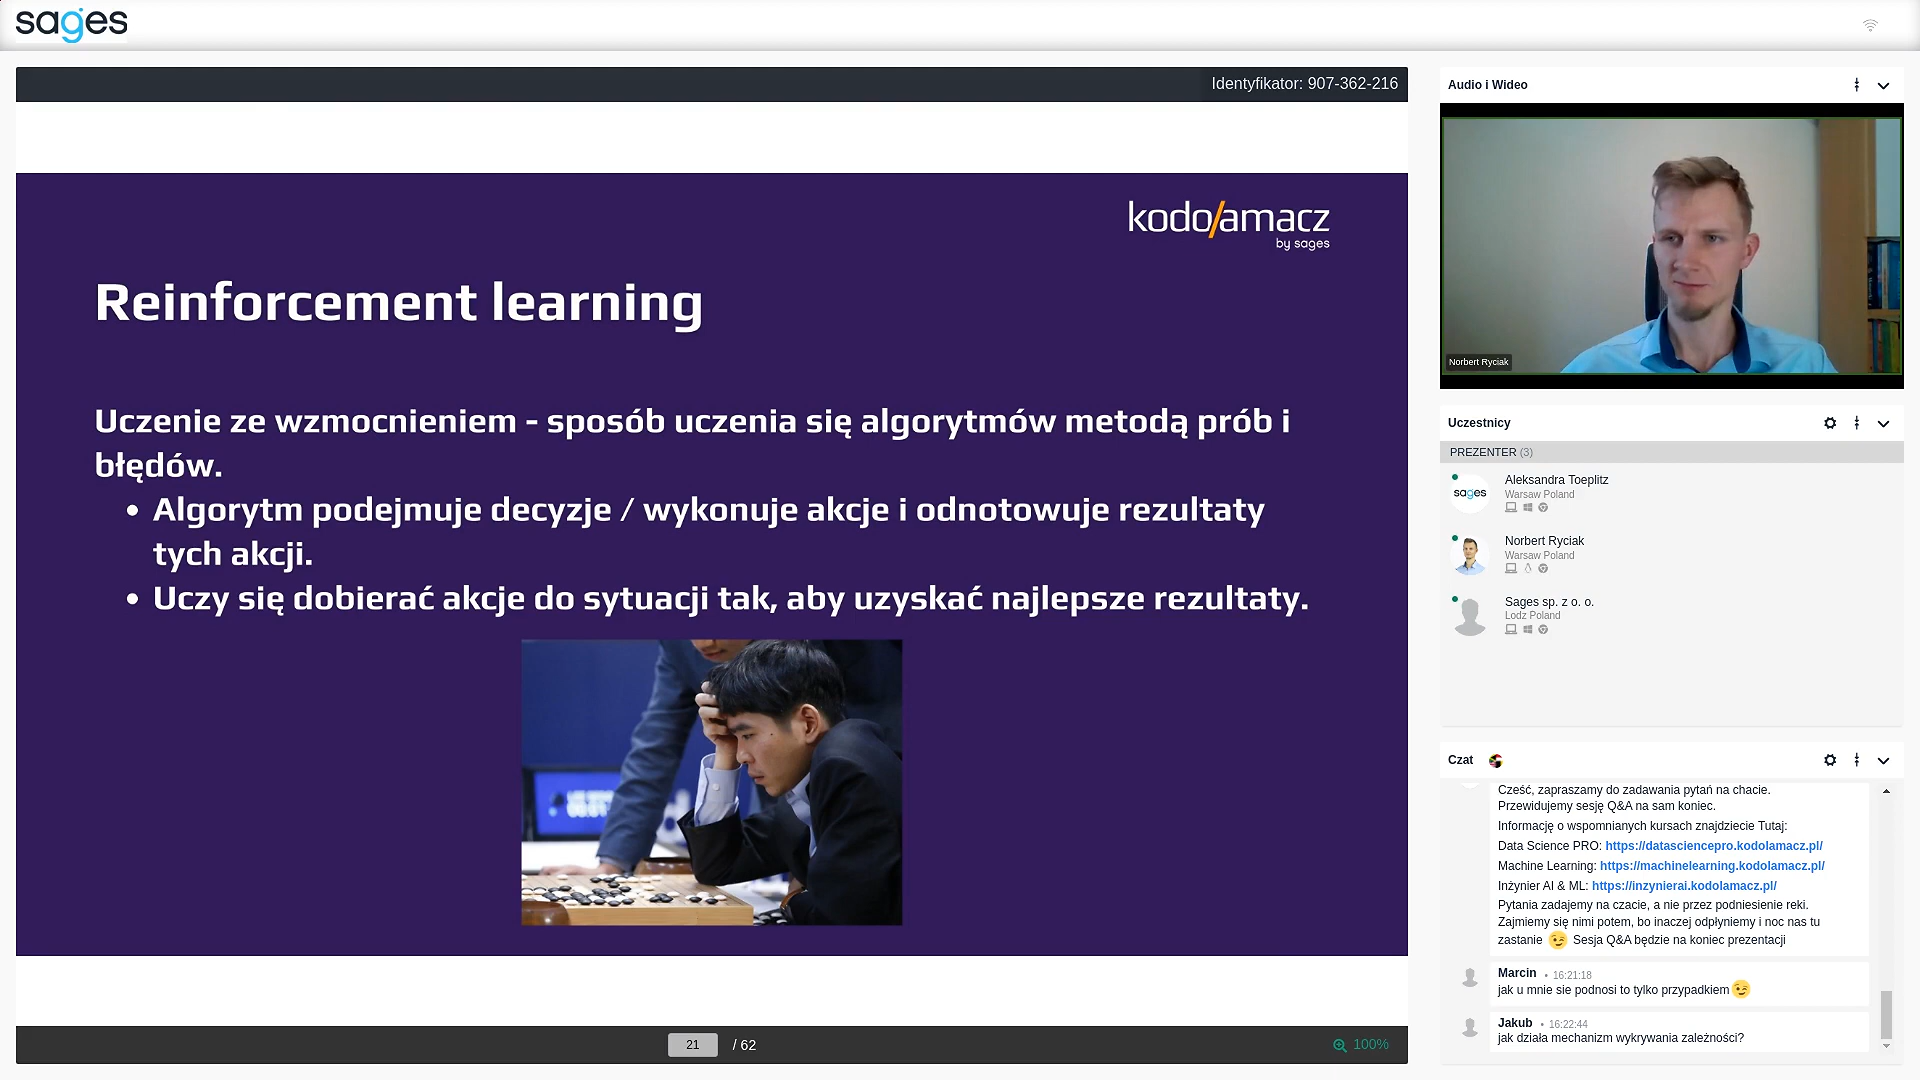 sages
Identyfikator: 907-362-216
kodołamacz
by sages
Reinforcement learning
Uczenie ze wzmocnieniem - sposób uczenia się algorytmów metodą prób i
błędów.
• Algorytm podejmuje decyzje / wykonuje akcje i odnotowuje rezultaty
tych akcji.
• Uczy się dobierać akcje do sytuacji tak, aby uzyskać najlepsze rezultaty.
21 / 62
100%
Audio i Wideo
Norbert Ryciak
Uczestnicy
PREZENTER (3)
sages
Aleksandra Toeplitz
Warsaw Poland
Norbert Ryciak
Warsaw Poland
Sages sp. z o. o.
Lodz Poland
Czat
Cześć, zapraszamy do zadawania pytań na chacie.
Przewidujemy sesję Q&A na sam koniec.
Informację o wspomnianych kursach znajdziecie Tutaj:
Data Science PRO: https://datasciencepro.kodolamacz.pl/
Machine Learning: https://machinelearning.kodolamacz.pl/
Inżynier AI & ML: https://inzynierai.kodolamacz.pl/
Pytania zadajemy na czacie, a nie przez podniesienie reki.
Zajmiemy się nimi potem, bo inaczej odpłyniemy i noc nas tu
zastanie 😉 Sesja Q&A będzie na koniec prezentacji
Marcin • 16:21:18
jak u mnie sie podnosi to tylko przypadkiem😉
Jakub • 16:22:44
jak działa mechanizm wykrywania zależności?